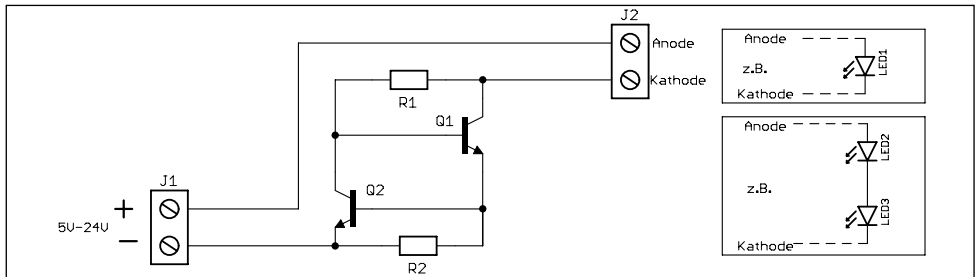 J2
Anode
Kathode
R1
Q1
Q2
J1
+
5V-24V
−
R2
Anode
z.B.
LED1
Kathode
Anode
LED2
z.B.
LED3
Kathode